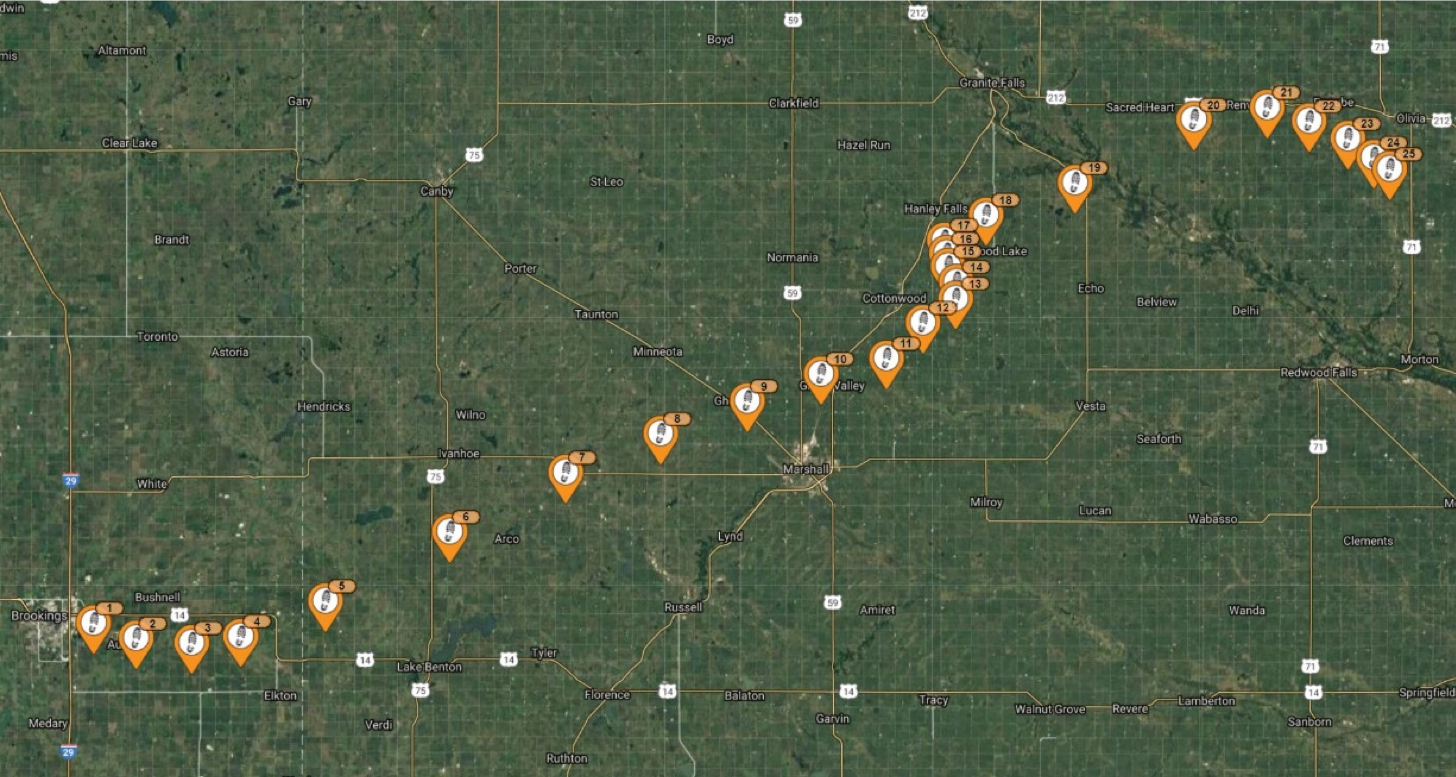 dwin
59
212
Boyd
71
Altamont
mis
Granite Falls
Gary
Clarkfield
212
Sacred Heart
20
Ren
21
22
be
Olivia
212
Clear Lake
Hazel Run
23
24
25
75
19
St Leo
Canby
18
Hanley Falls
17
Brandt
16
15
ood Lake
71
Normania
14
Porter
13
Echo
59
Cottonwood
Belview
12
Delhi
Taunton
Toronto
Astoria
Minneota
11
10
Morton
G
Valley
Redwood Falls
9
Gh
Hendricks
Wilno
8
Vesta
Seaforth
71
Ivanhoe
7
Marshall
75
29
White
Milroy
Lucan
Wabasso
M
6
Arco
Lynd
Clements
5
Bushnell
Brookings
1
14
2
3
4
Au
Russell
59
Amiret
Wanda
14
Lake Benton
14
Tyler
71
75
Elkton
Florence
14
Balaton
14
Tracy
Walnut Grove
Revere
Lamberton
14
Springfield
Medary
Verdi
Garvin
Sanborn
29
Ruthton